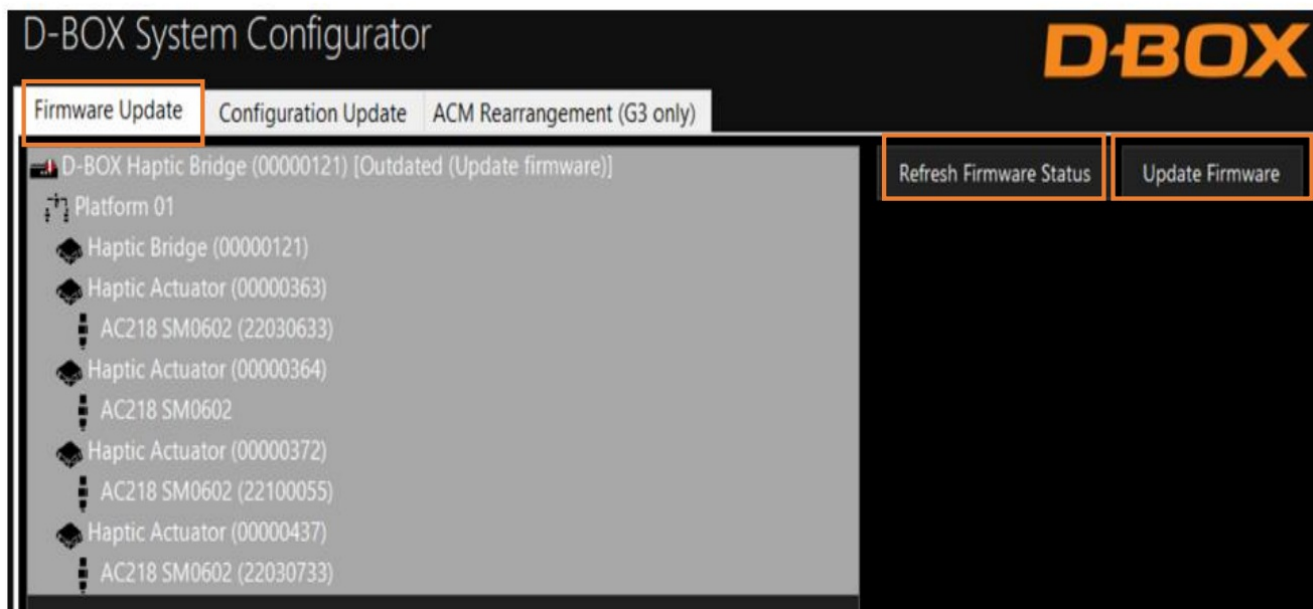 D-BOX System Configurator
D-BOX
Firmware Update
Configuration Update
ACM Rearrangement (G3 only)
D-BOX Haptic Bridge (00000121) [Outdated (Update firmware)]
Refresh Firmware Status
Update Firmware
Platform 01
Haptic Bridge (00000121)
Haptic Actuator (00000363)
AC218 SM0602 (22030633)
Haptic Actuator (00000364)
AC218 SM0602
Haptic Actuator (00000372)
AC218 SM0602 (22100055)
Haptic Actuator (00000437)
AC218 SM0602 (22030733)